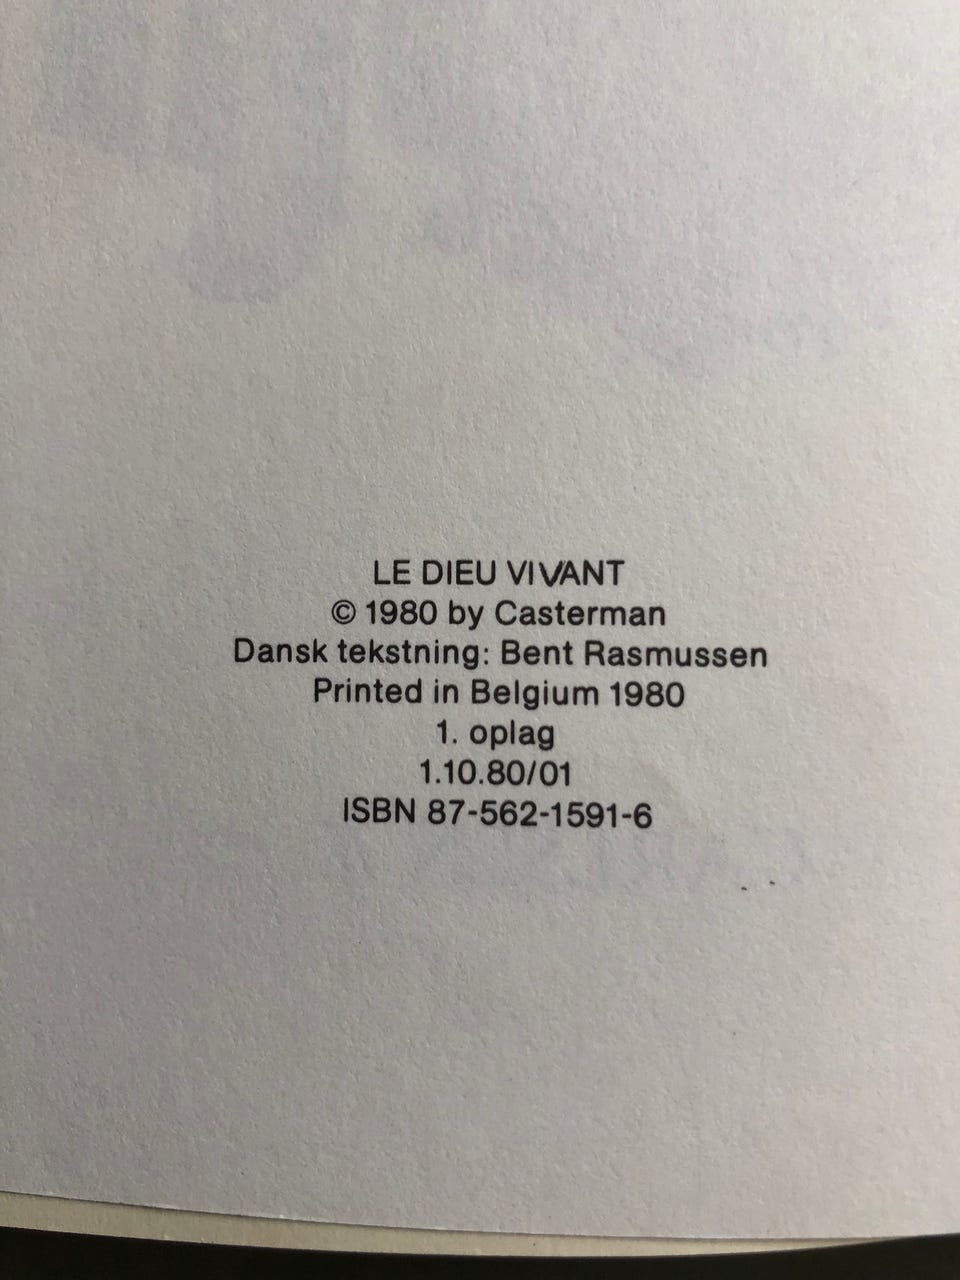 LE DIEU VIVANT
© 1980 by Casterman
Dansk tekstning: Bent Rasmussen
Printed in Belgium 1980
1. oplag
1.10.80/01
ISBN 87-562-1591-6